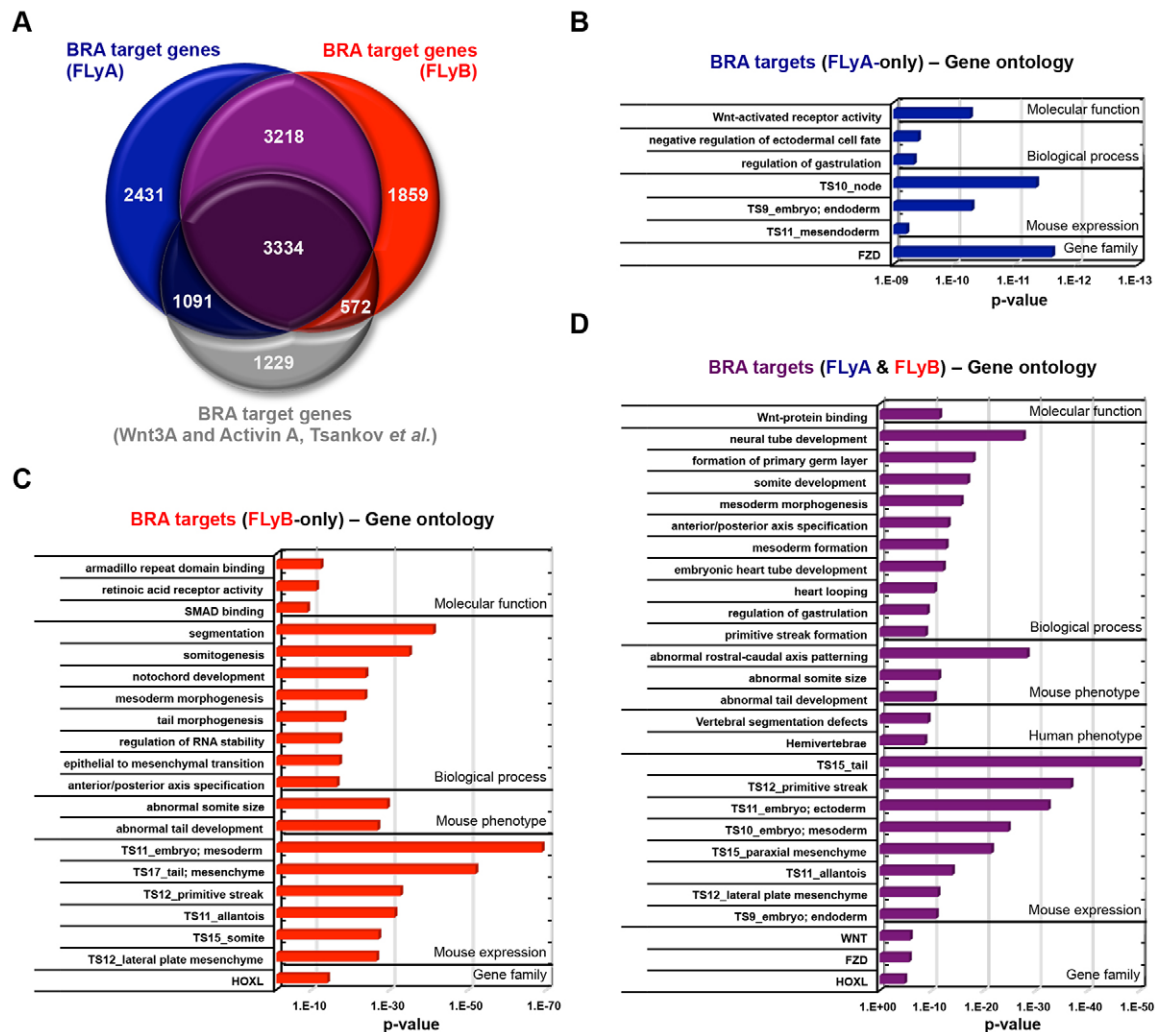 A
BRA target genes
(FLyA)
BRA target genes
(FLyB)
3218
2431
1859
3334
1091
572
1229
BRA target genes
(Wnt3A and Activin A, Tsankov et al.)
B
BRA targets (FLyA-only) – Gene ontology
Wnt-activated receptor activity
Molecular function
negative regulation of ectodermal cell fate
regulation of gastrulation
Biological process
TS10_node
TS9_embryo; endoderm
TS11_mesendoderm
Mouse expression
FZD
Gene family
1.E-09 1.E-10 1.E-11 1.E-12 1.E-13
p-value
C
BRA targets (FLyB-only) – Gene ontology
armadillo repeat domain binding
retinoic acid receptor activity
SMAD binding
Molecular function
segmentation
somitogenesis
notochord development
mesoderm morphogenesis
tail morphogenesis
regulation of RNA stability
epithelial to mesenchymal transition
anterior/posterior axis specification
Biological process
abnormal somite size
abnormal tail development
Mouse phenotype
TS11_embryo; mesoderm
TS17_tail; mesenchyme
TS12_primitive streak
TS11_allantois
TS15_somite
TS12_lateral plate mesenchyme
Mouse expression
HOXL
Gene family
1.E-10 1.E-30 1.E-50 1.E-70
p-value
D
BRA targets (FLyA & FLyB) – Gene ontology
Wnt-protein binding
Molecular function
neural tube development
formation of primary germ layer
somite development
mesoderm morphogenesis
anterior/posterior axis specification
mesoderm formation
embryonic heart tube development
heart looping
regulation of gastrulation
primitive streak formation
Biological process
abnormal rostral-caudal axis patterning
abnormal somite size
abnormal tail development
Mouse phenotype
Vertebral segmentation defects
Hemivertebrae
Human phenotype
TS15_tail
TS12_primitive streak
TS11_embryo; ectoderm
TS10_embryo; mesoderm
TS15_paraxial mesenchyme
TS11_allantois
TS12_lateral plate mesenchyme
TS9_embryo; endoderm
Mouse expression
WNT
FZD
HOXL
Gene family
1.E+00 1.E-10 1.E-20 1.E-30 1.E-40 1.E-50
p-value